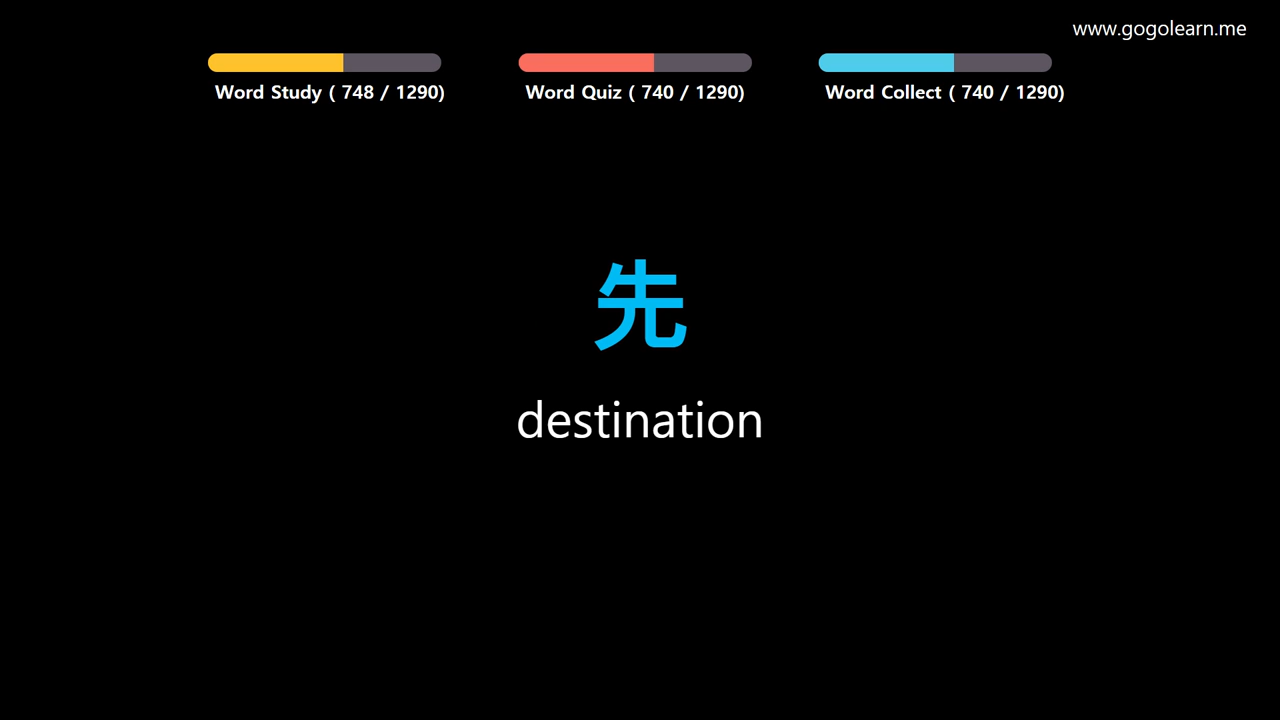 www.gogolearn.me
Word Study ( 748 / 1290)
Word Quiz ( 740 / 1290)
Word Collect ( 740 / 1290)
先
destination